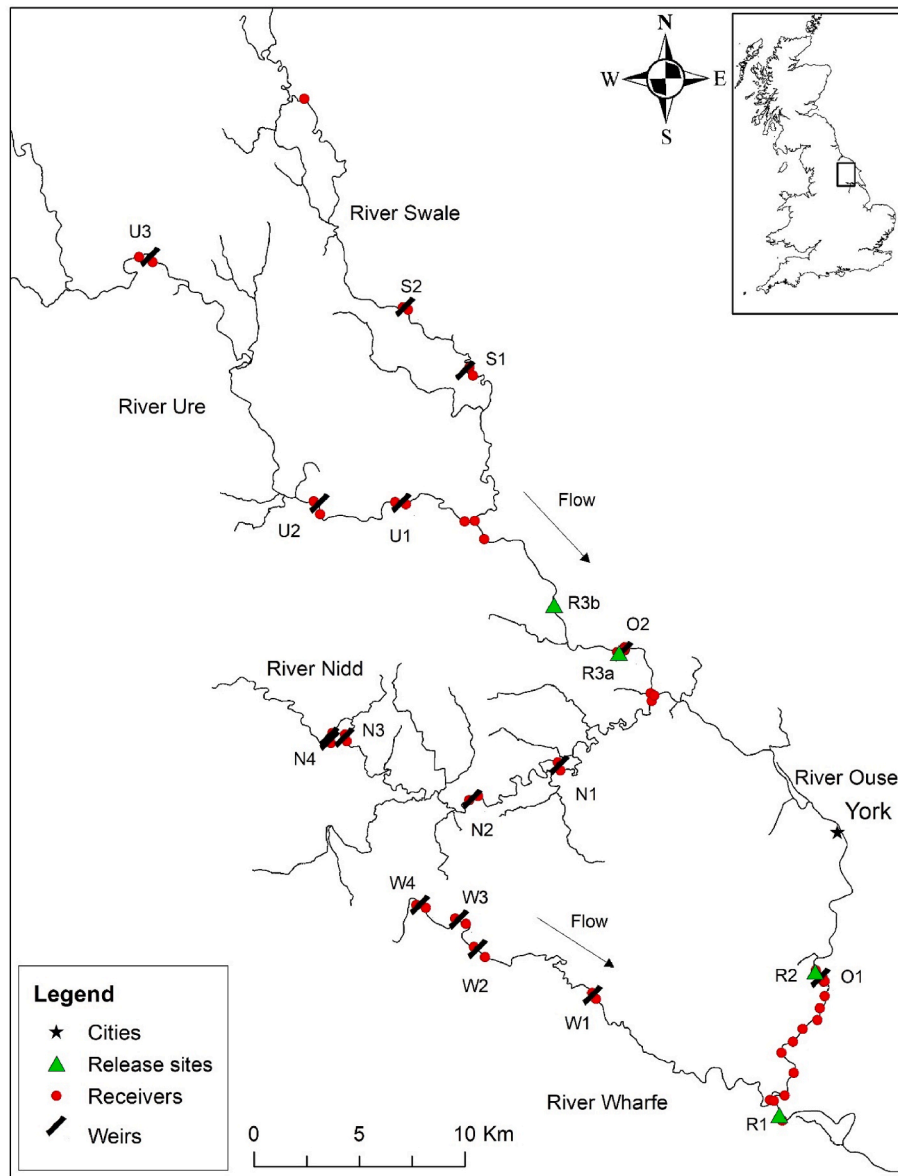 N
W E
S
River Swale
U3
S2
S1
River Ure
Flow
U2
U1
R3b
O2
R3a
River Nidd
N3
N4
N1
River Ouse
York
N2
W4
W3
Flow
W2
R2
O1
W1
Legend
Cities
Release sites
Receivers
Weirs
River Wharfe
R1
0 5 10 Km